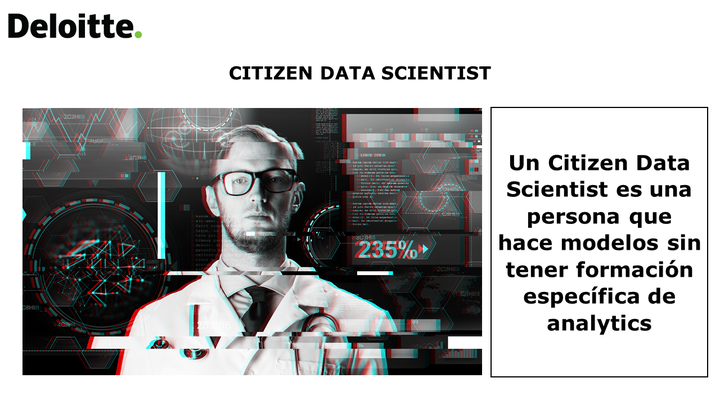 Deloitte.
CITIZEN DATA SCIENTIST
235%
Un Citizen Data
Scientist es una
persona que
hace modelos sin
tener formación
específica de
analytics